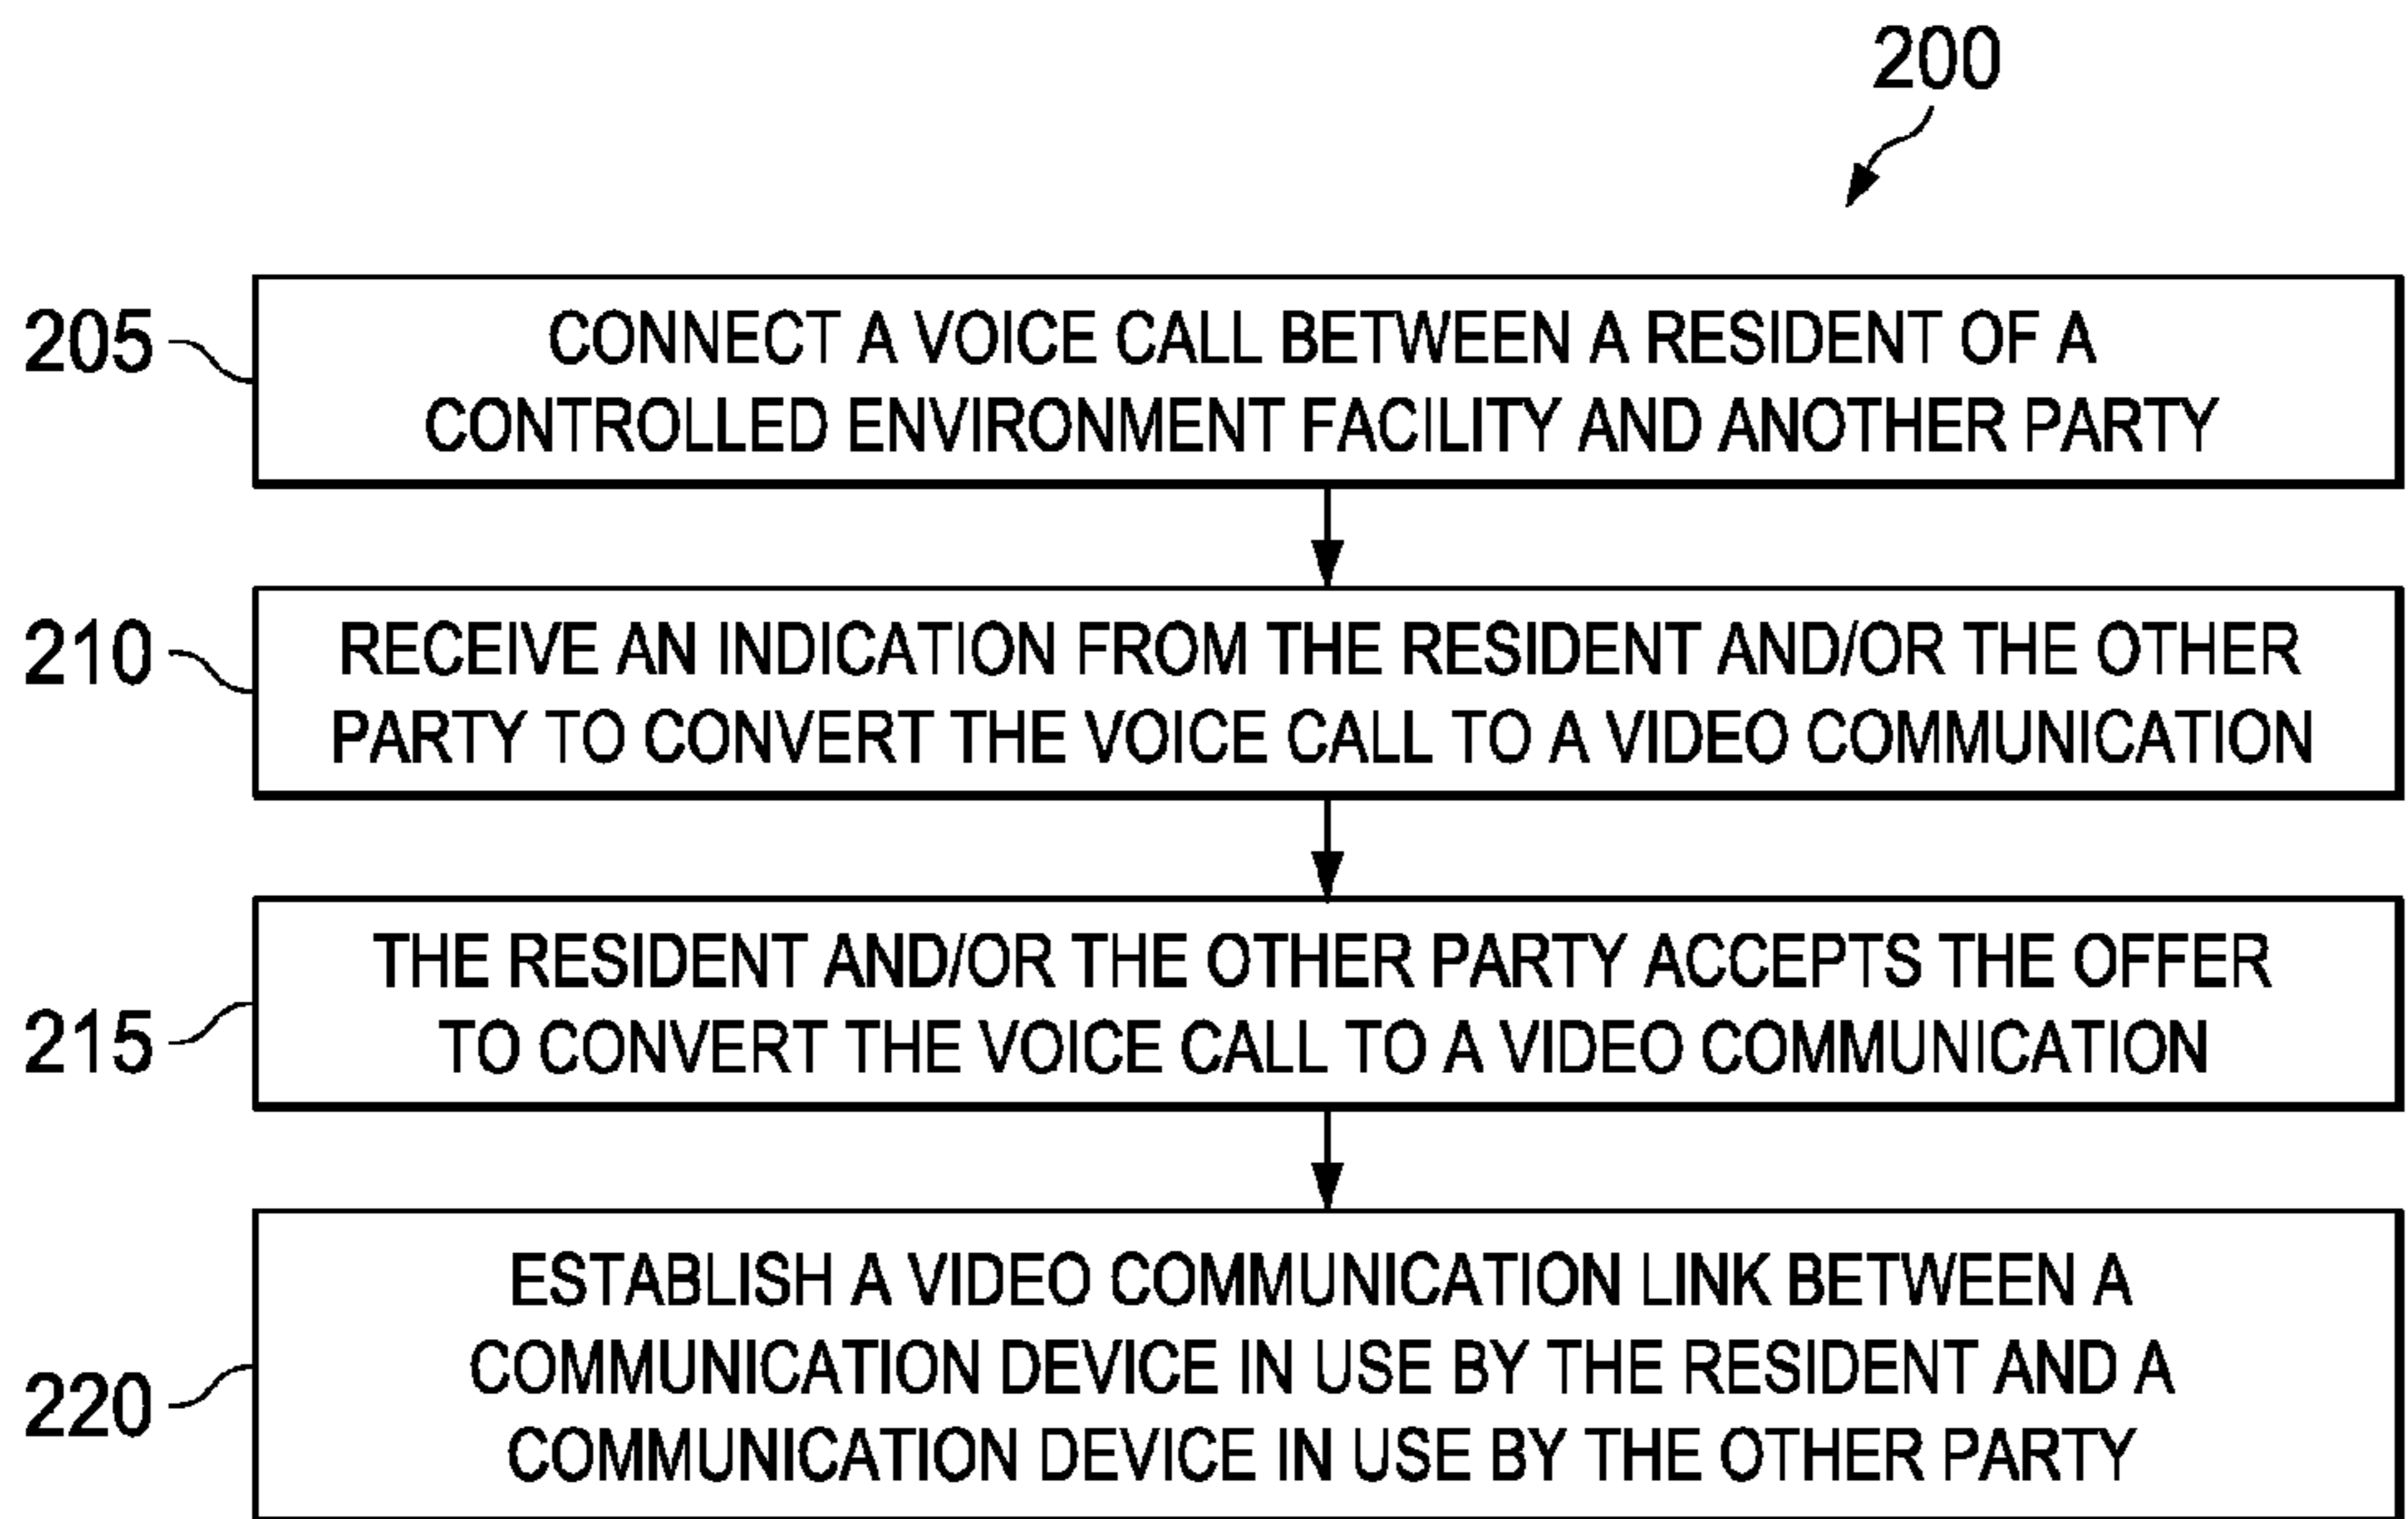 200
205
CONNECT A VOICE CALL BETWEEN A RESIDENT OF A
CONTROLLED ENVIRONMENT FACILITY AND ANOTHER PARTY
210
RECEIVE AN INDICATION FROM THE RESIDENT AND/OR THE OTHER
PARTY TO CONVERT THE VOICE CALL TO A VIDEO COMMUNICATION
215
THE RESIDENT AND/OR THE OTHER PARTY ACCEPTS THE OFFER
TO CONVERT THE VOICE CALL TO A VIDEO COMMUNICATION
220
ESTABLISH A VIDEO COMMUNICATION LINK BETWEEN A
COMMUNICATION DEVICE IN USE BY THE RESIDENT AND A
COMMUNICATION DEVICE IN USE BY THE OTHER PARTY